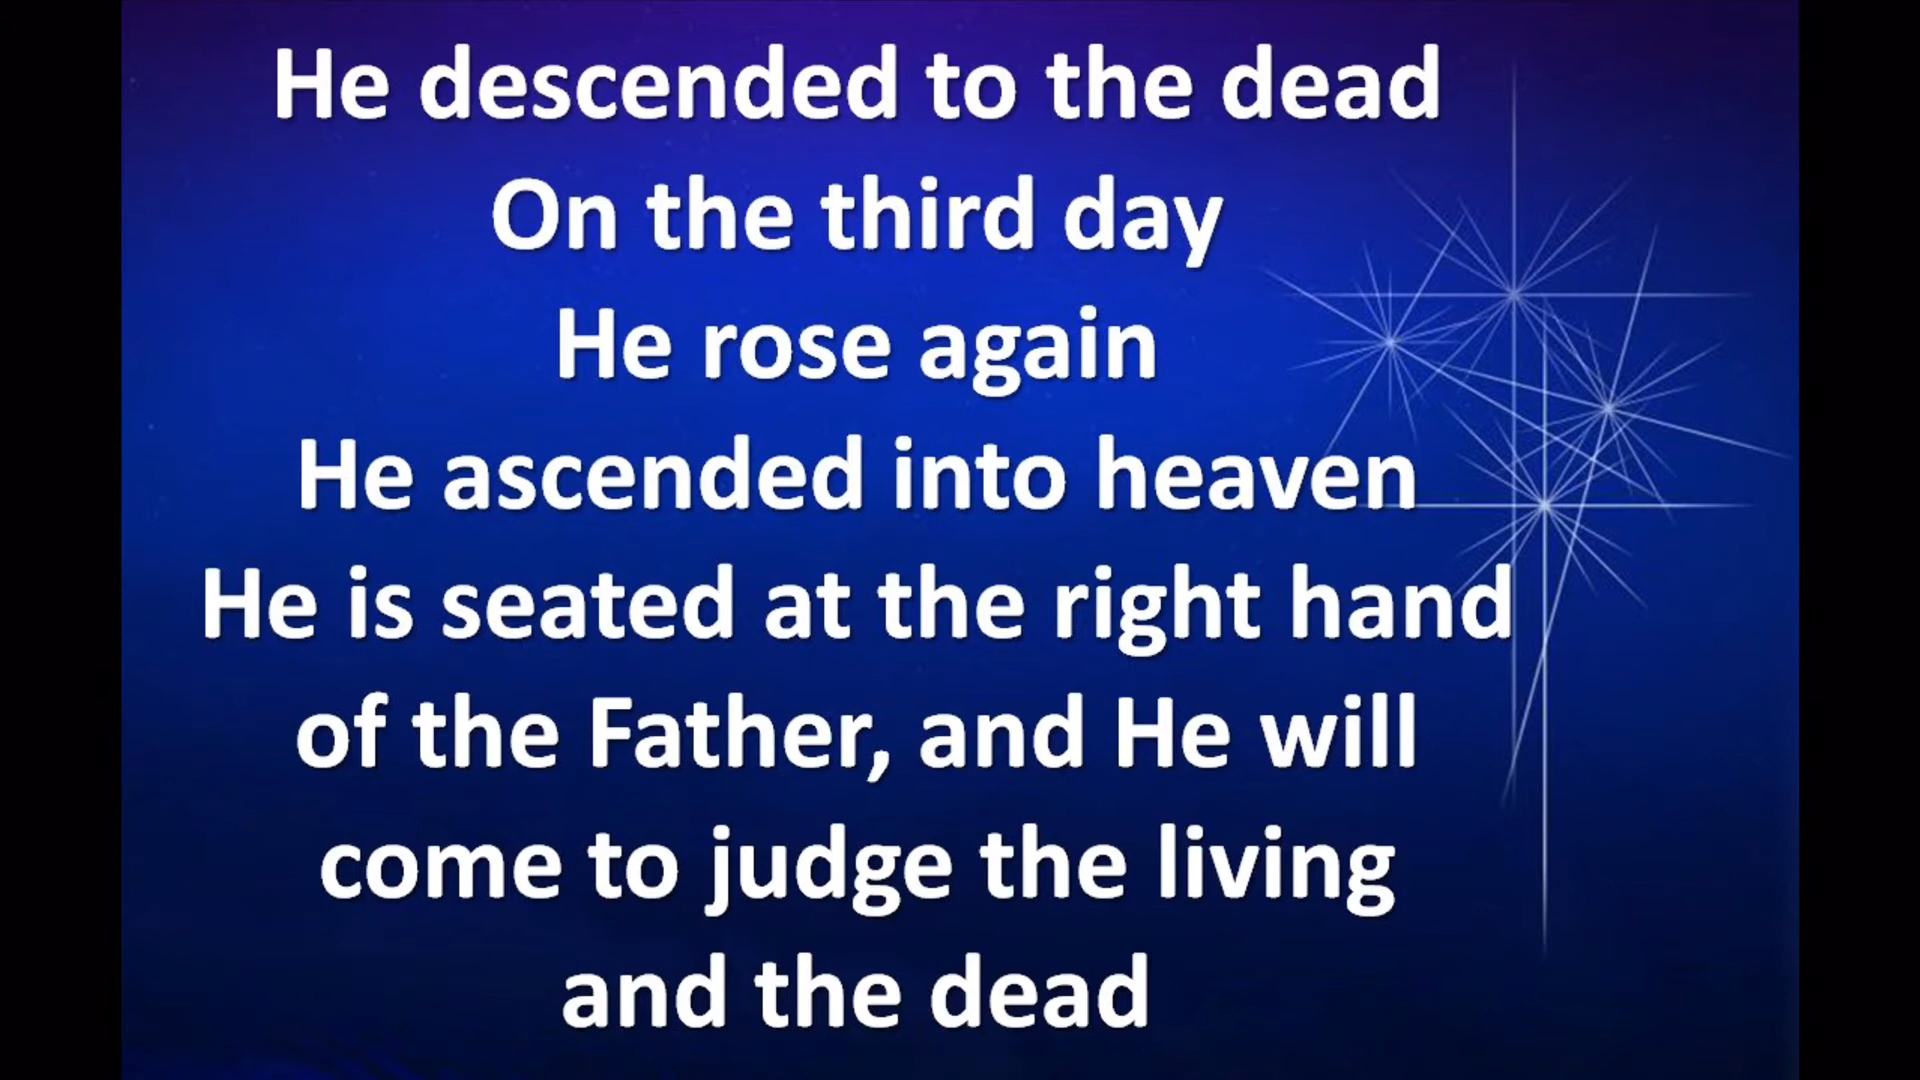 He descended to the dead
On the third day
He rose again
He ascended into heaven
He is seated at the right hand
of the Father, and He will
come to judge the living
and the dead